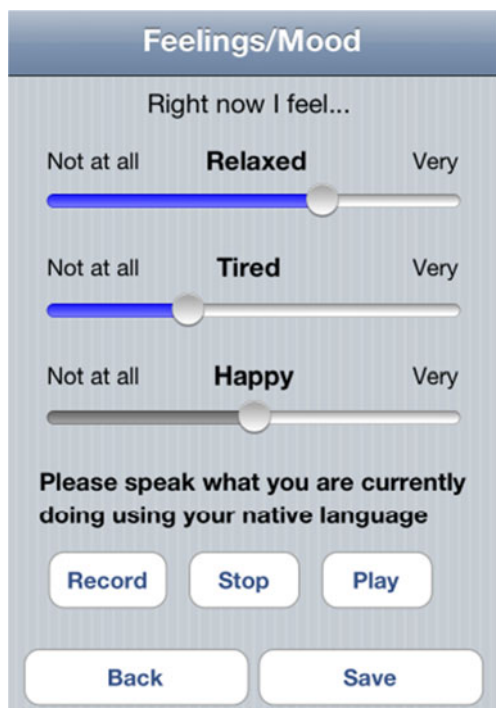 Feelings/Mood
Right now I feel...
Not at all Relaxed Very
Not at all Tired Very
Not at all Happy Very
Please speak what you are currently
doing using your native language
Record Stop Play
Back Save